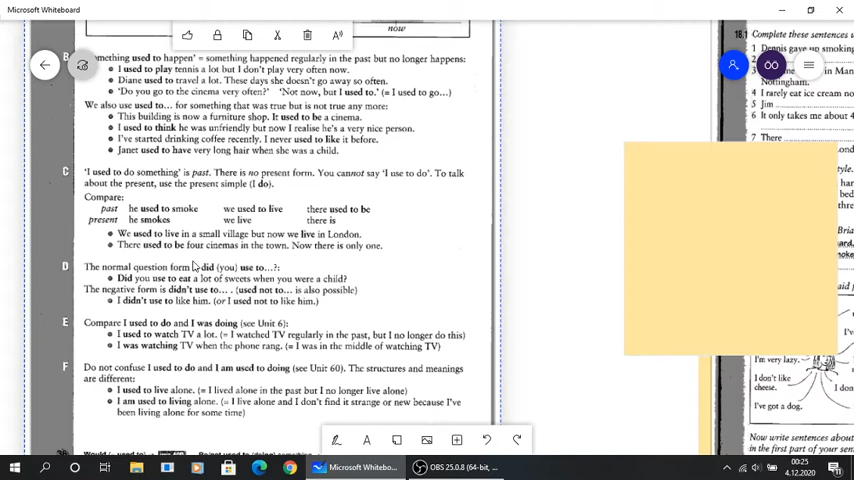 Microsoft Whiteboard
now
B
something used to happen' = something happened regularly in the past but no longer happens:
I used to play tennis a lot but I don't play very often now.
Diane used to travel a lot. These days she doesn't go away so often.
'Do you go to the cinema very often?' 'Not now, but I used to.' (= I used to go...)
We also use used to... for something that was true but is not true any more:
This building is now a furniture shop. It used to be a cinema.
I used to think he was unfriendly but now I realise he's a very nice person.
I've started drinking coffee recently. I never used to like it before.
Janet used to have very long hair when she was a child.
C
'I used to do something' is past. There is no present form. You cannot say 'I use to do'. To talk
about the present, use the present simple (I do).
Compare:
past he used to smoke we used to live there used to be
present he smokes we live there is
We used to live in a small village but now we live in London.
There used to be four cinemas in the town. Now there is only one.
D
The normal question form did (you) use to...?:
Did you use to eat a lot of sweets when you were a child?
The negative form is didn't use to... . (used not to... is also possible)
I didn't use to like him. (or I used not to like him.)
E
Compare I used to do and I was doing (see Unit 6):
I used to watch TV a lot. (= I watched TV regularly in the past, but I no longer do this)
I was watching TV when the phone rang. (= I was in the middle of watching TV)
F
Do not confuse I used to do and I am used to doing (see Unit 60). The structures and meanings
are different:
I used to live alone. (= I lived alone in the past but I no longer live alone)
I am used to living alone. (= I live alone and I don't find it strange or new because I've
been living alone for some time)
18.1 Complete these sentences
1 Dennis gave up smoking
2
3 in Man
Nottingham.
4 I rarely eat ice cream no
5 Jim
6 It only takes me about 4
7 There
Lond
style.
Bria
I'm very lazy.
I don't like
cheese.
I don
I've got a dog.
Now write sentences about
in the first part of your sen
ÖÖ
Microsoft Whiteboard
OBS 25.0.8 (64-bit, ...
00:25
4.12.2020